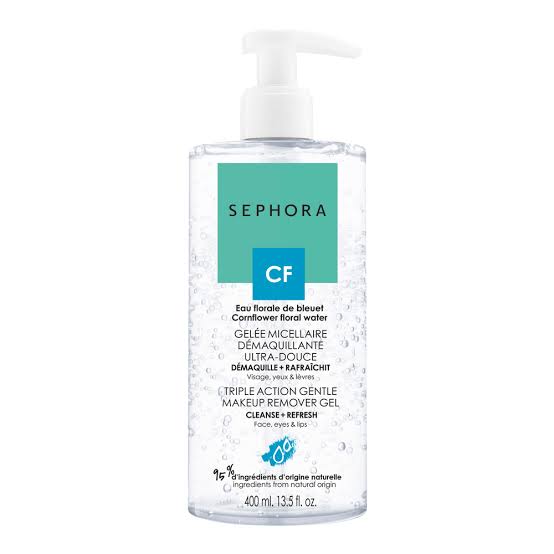 SEPHORA
CF
Eau florale de bleuet
Cornflower floral water
GELÉE MICELLAIRE
DÉMAQUILLANTE
ULTRA-DOUCE
DÉMAQUILLE + RAFRAÎCHIT
Visage, yeux & lèvres
TRIPLE ACTION GENTLE
MAKEUP REMOVER GEL
CLEANSE + REFRESH
Face, eyes & lips
95% d'ingrédients d'origine naturelle
ingredients from natural origin
400 ml. 13.5 fl. oz.